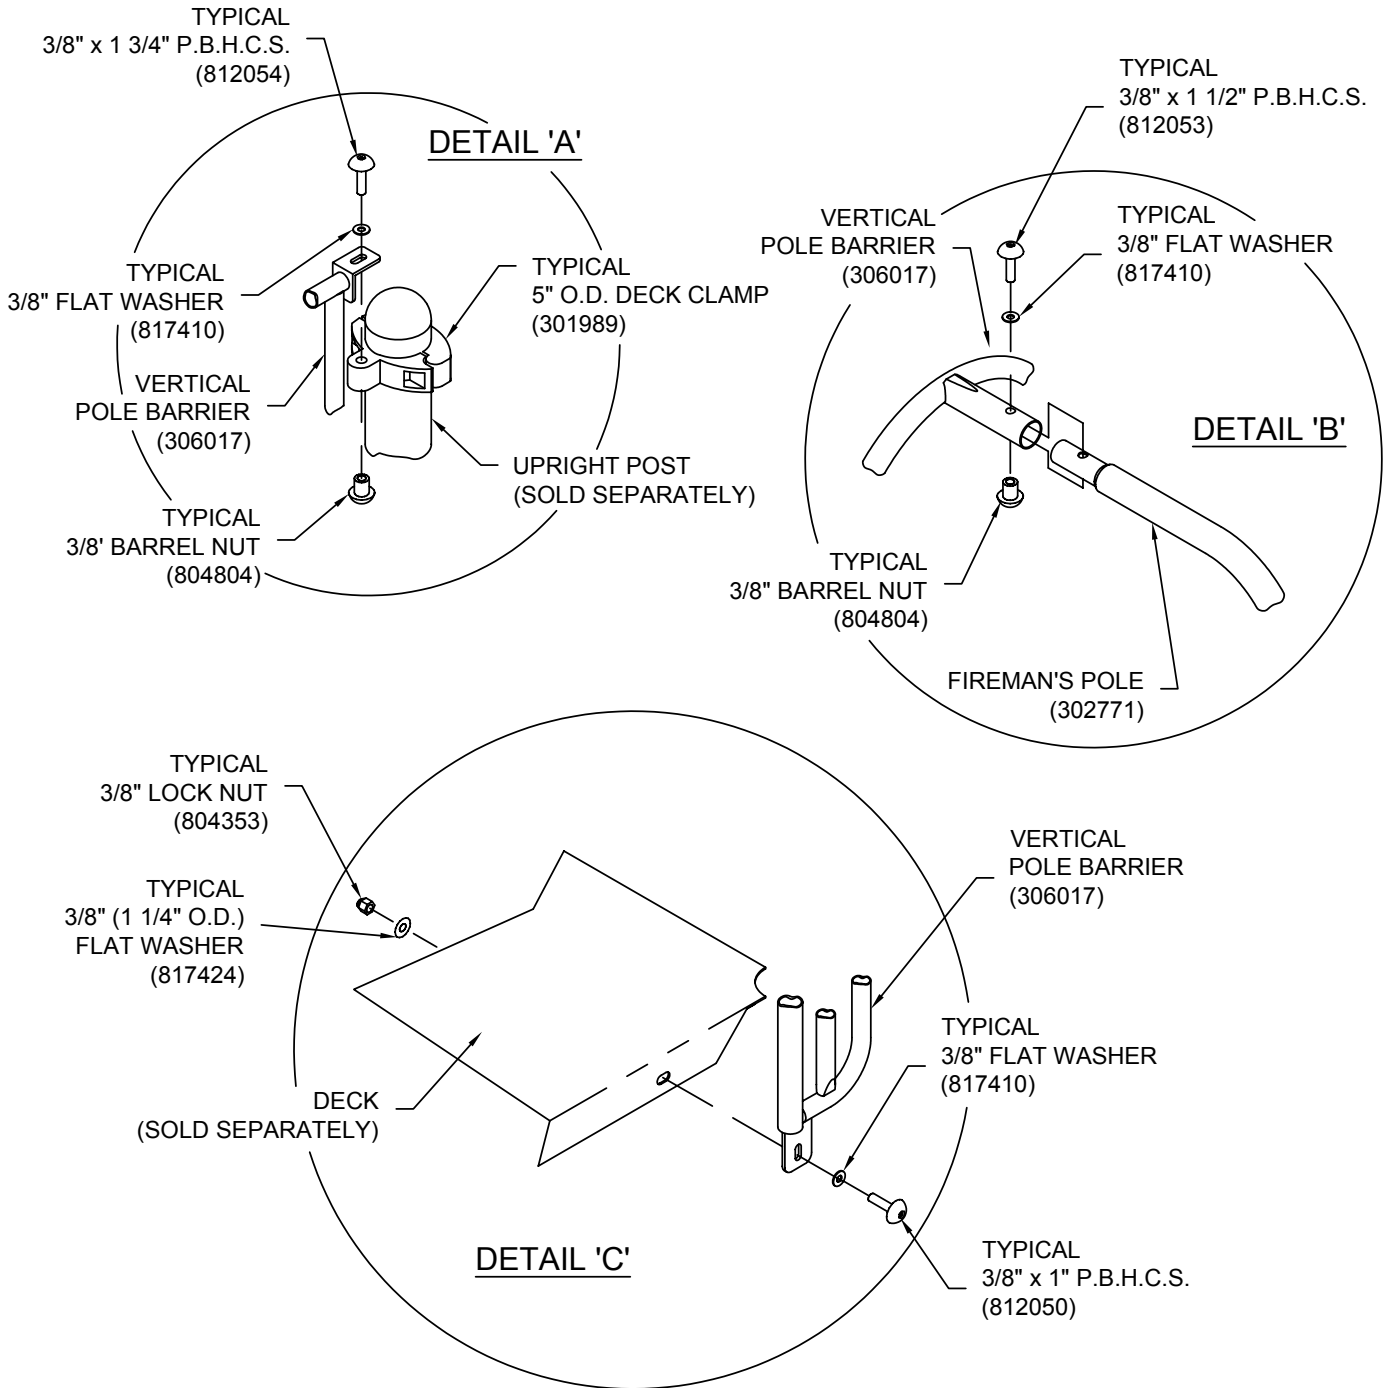 TYPICAL
3/8" x 1 3/4" P.B.H.C.S.
(812054)
DETAIL 'A'
TYPICAL
3/8" FLAT WASHER
(817410)
VERTICAL
POLE BARRIER
(306017)
TYPICAL
3/8' BARREL NUT
(804804)
TYPICAL
5" O.D. DECK CLAMP
(301989)
UPRIGHT POST
(SOLD SEPARATELY)
TYPICAL
3/8" x 1 1/2" P.B.H.C.S.
(812053)
VERTICAL
POLE BARRIER
(306017)
TYPICAL
3/8" FLAT WASHER
(817410)
DETAIL 'B'
TYPICAL
3/8" BARREL NUT
(804804)
FIREMAN'S POLE
(302771)
TYPICAL
3/8" LOCK NUT
(804353)
TYPICAL
3/8" (1 1/4" O.D.)
FLAT WASHER
(817424)
DECK
(SOLD SEPARATELY)
VERTICAL
POLE BARRIER
(306017)
TYPICAL
3/8" FLAT WASHER
(817410)
DETAIL 'C'
TYPICAL
3/8" x 1" P.B.H.C.S.
(812050)